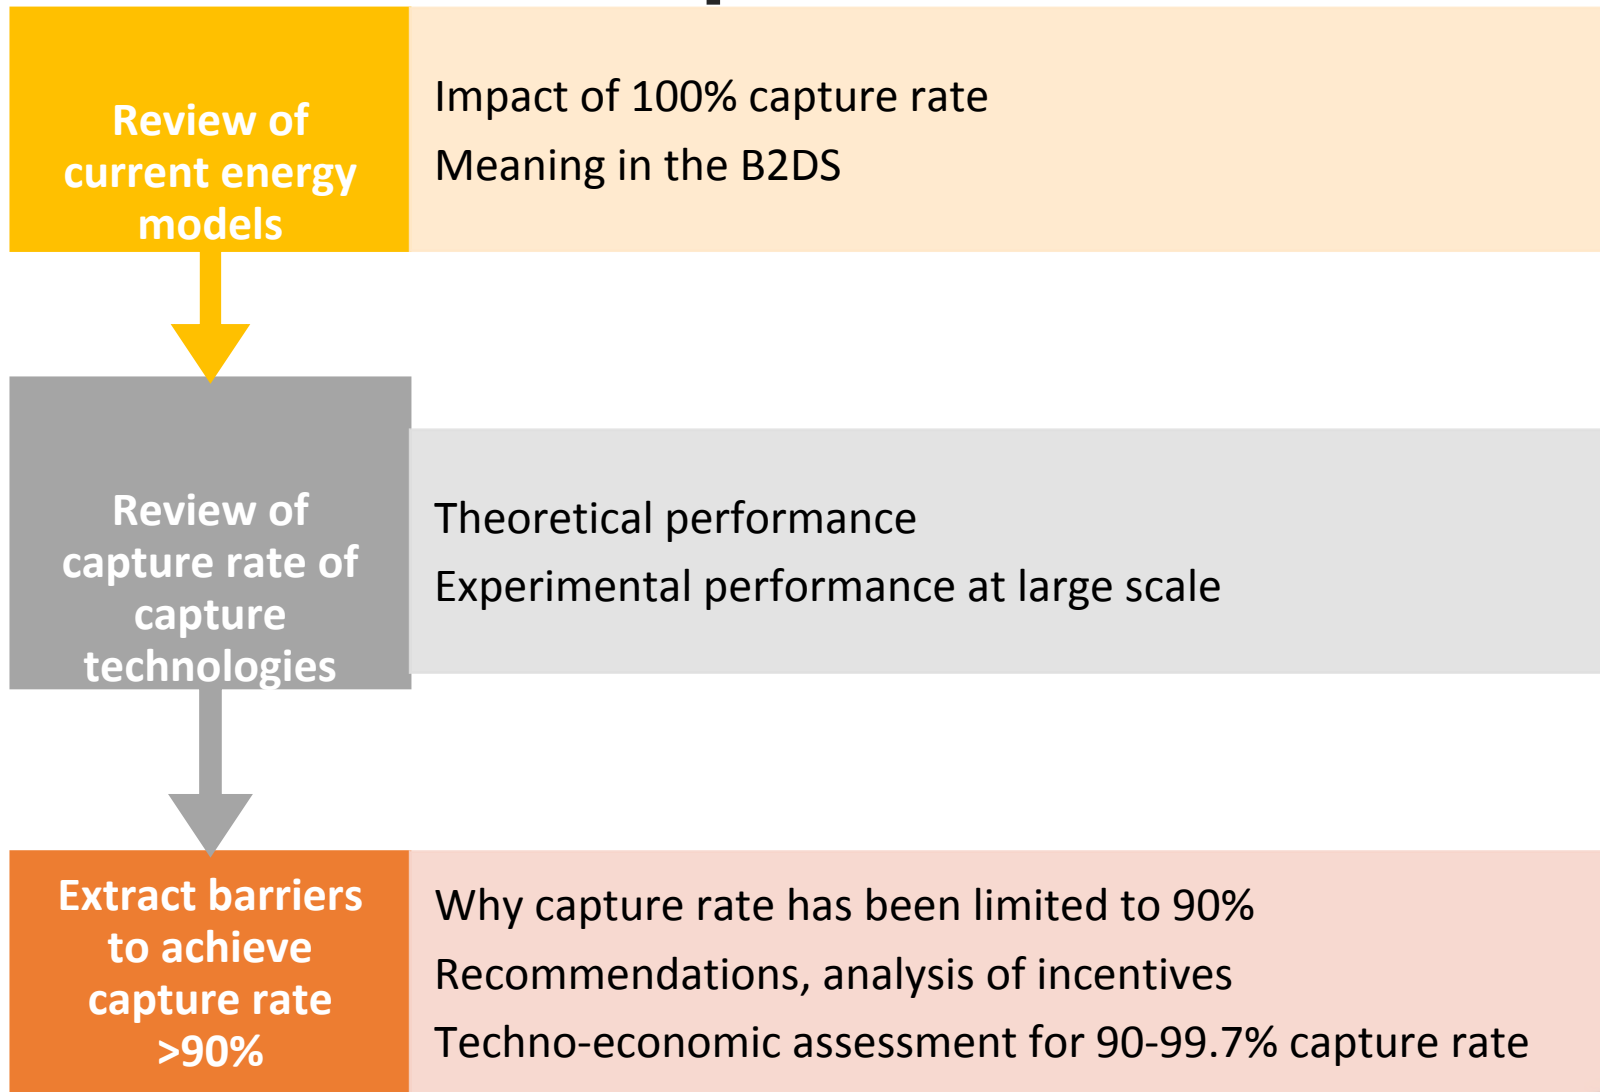 Review of
current energy
models
Impact of 100% capture rate
Meaning in the B2DS
Review of
capture rate of
capture
technologies
Theoretical performance
Experimental performance at large scale
Extract barriers
to achieve
capture rate
>90%
Why capture rate has been limited to 90%
Recommendations, analysis of incentives
Techno-economic assessment for 90-99.7% capture rate